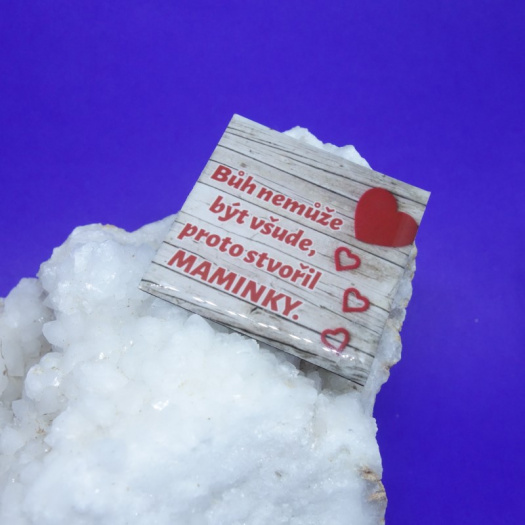 Bůh nemůže
být všude,
proto stvořil
MAMINKY.